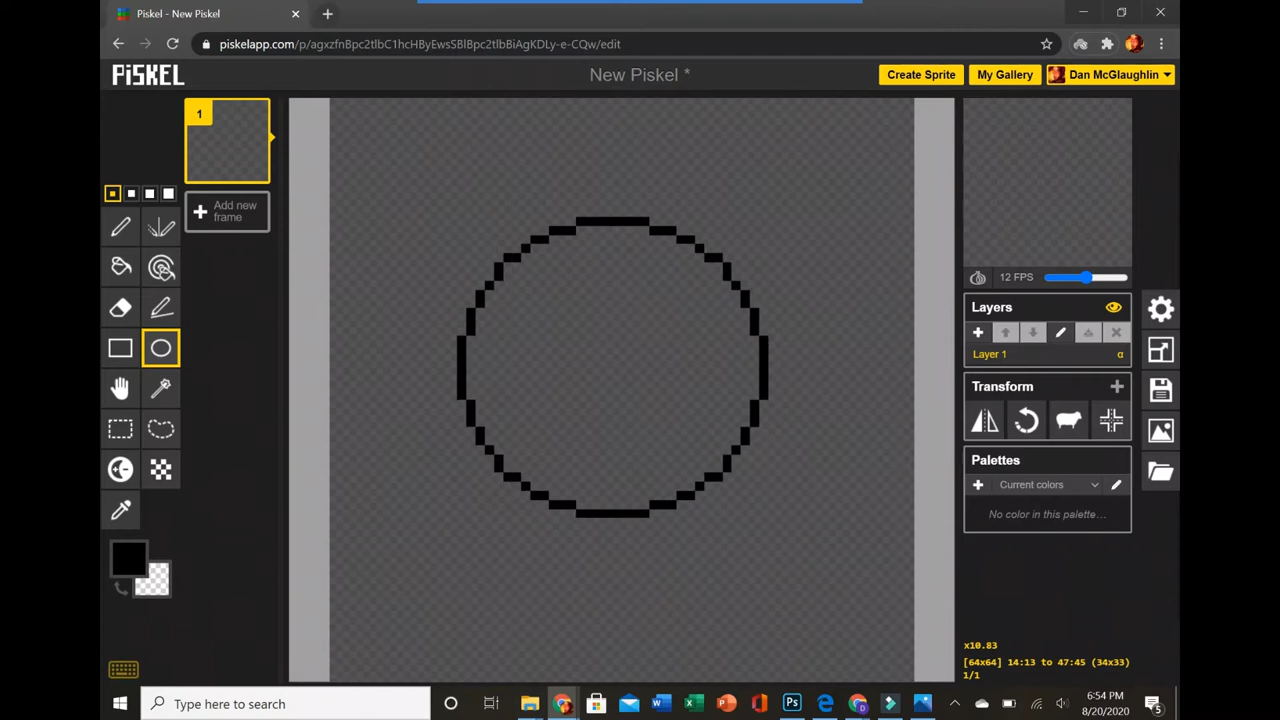 Piskel - New Piskel
piskelapp.com/p/agxzfnBpc2tlbC1hcHByEwsSBlBpc2tlbBiAgKDLy-e-CQw/edit
PiSKEL
New Piskel *
Create Sprite
My Gallery
Dan McGlaughlin
1
Add new
frame
12 FPS
Layers
Layer 1
α
Transform
Palettes
Current colors
No color in this palette...
x10.83
[64x64] 14:13 to 47:45 (34x33)
1/1
Type here to search
Ps
6:54 PM
8/20/2020
5